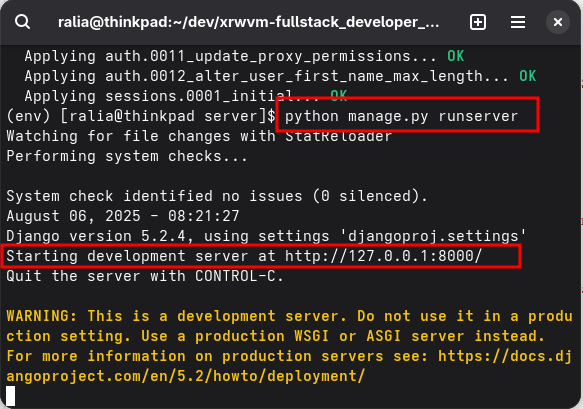 ralia@thinkpad:~/dev/xrwvm-fullstack_developer_...
Applying auth.0011_update_proxy_permissions... OK
Applying auth.0012_alter_user_first_name_max_length... OK
Applying sessions.0001_initial... OK
(env) [ralia@thinkpad server]$ python manage.py runserver
Watching for file changes with StatReloader
Performing system checks...
System check identified no issues (0 silenced).
August 06, 2025 - 08:21:27
Django version 5.2.4, using settings 'djangoproj.settings'
Starting development server at http://127.0.0.1:8000/
Quit the server with CONTROL-C.
WARNING: This is a development server. Do not use it in a produ
ction setting. Use a production WSGI or ASGI server instead.
For more information on production servers see: https://docs.dj
angoproject.com/en/5.2/howto/deployment/